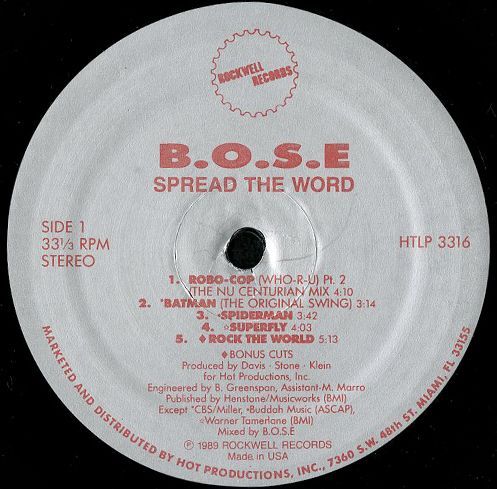 ROCKWELL RECORDS
B.O.S.E
SPREAD THE WORD
SIDE 1
33⅓ RPM
STEREO
HTLP 3316
1. ROBO-COP (WHO-R-U) Pt. 2
(THE NU CENTURIAN MIX 4:10
2. *BATMAN (THE ORIGINAL SWING) 3:14
3. •SPIDERMAN 3:42
4. ☆SUPERFLY 4:03
5. ♦ROCK THE WORLD 5:13
♦BONUS CUTS
Produced by Davis · Stone · Klein
for Hot Productions, Inc.
Engineered by B. Greenspan, Assistant-M. Marro
Published by Henstone/Musicworks (BMI)
Except *CBS/Miller, •Buddah Music (ASCAP),
☆Warner Tamerlane (BMI)
Mixed by B.O.S.E
℗ 1989 ROCKWELL RECORDS
Made in USA
MARKETED AND DISTRIBUTED BY HOT PRODUCTIONS, INC., 7360 S.W. 48th ST. MIAMI, FL 33155